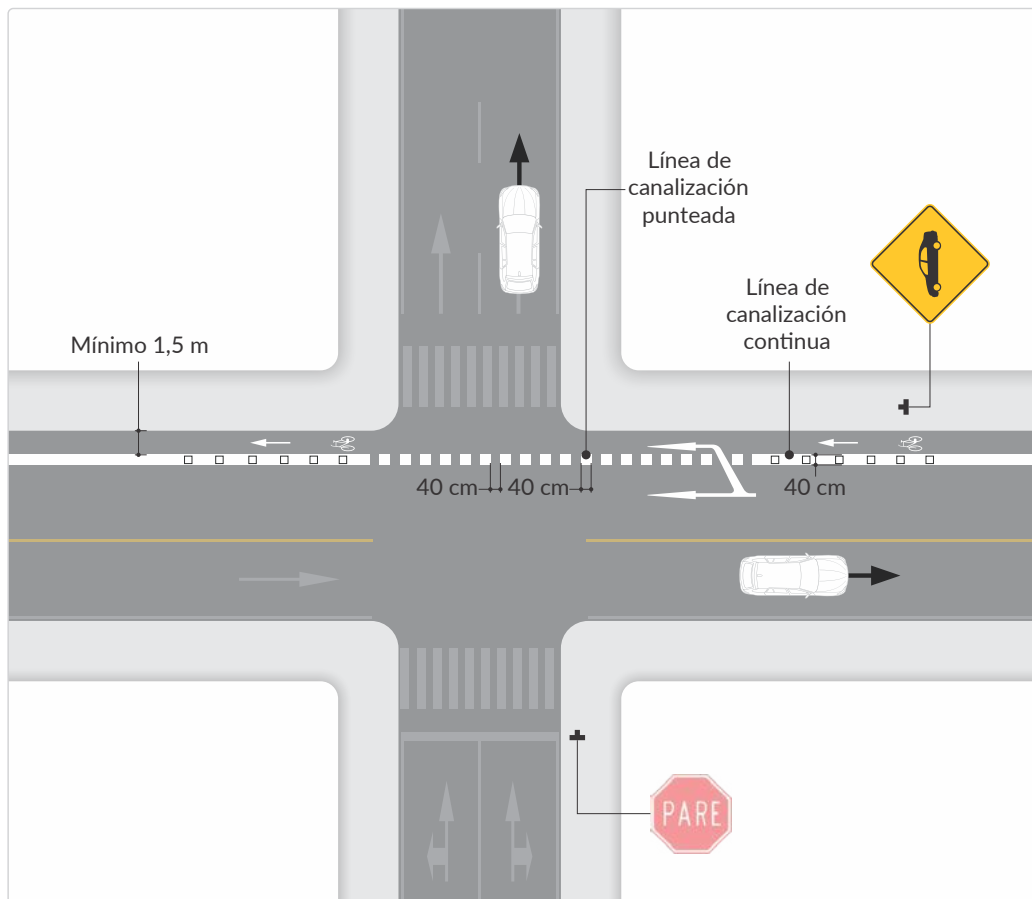 Línea de
canalización
punteada
Línea de
canalización
continua
Mínimo 1,5 m
40 cm
40 cm
40 cm
PARE